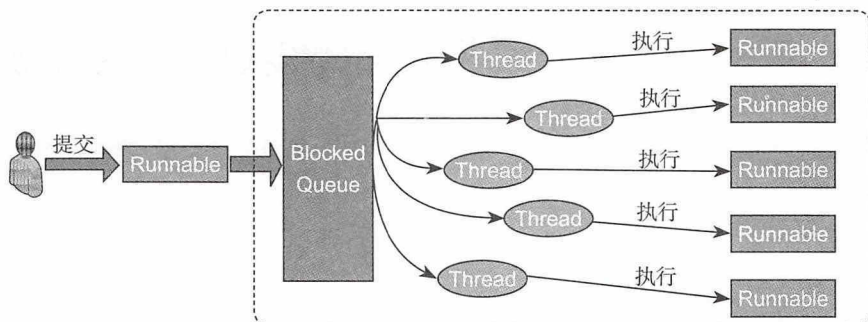 提交
Runnable
Blocked
Queue
Thread
执行
Runnable
Thread
执行
Runnable
Thread
执行
Runnable
Thread
执行
Runnable
Thread
执行
Runnable